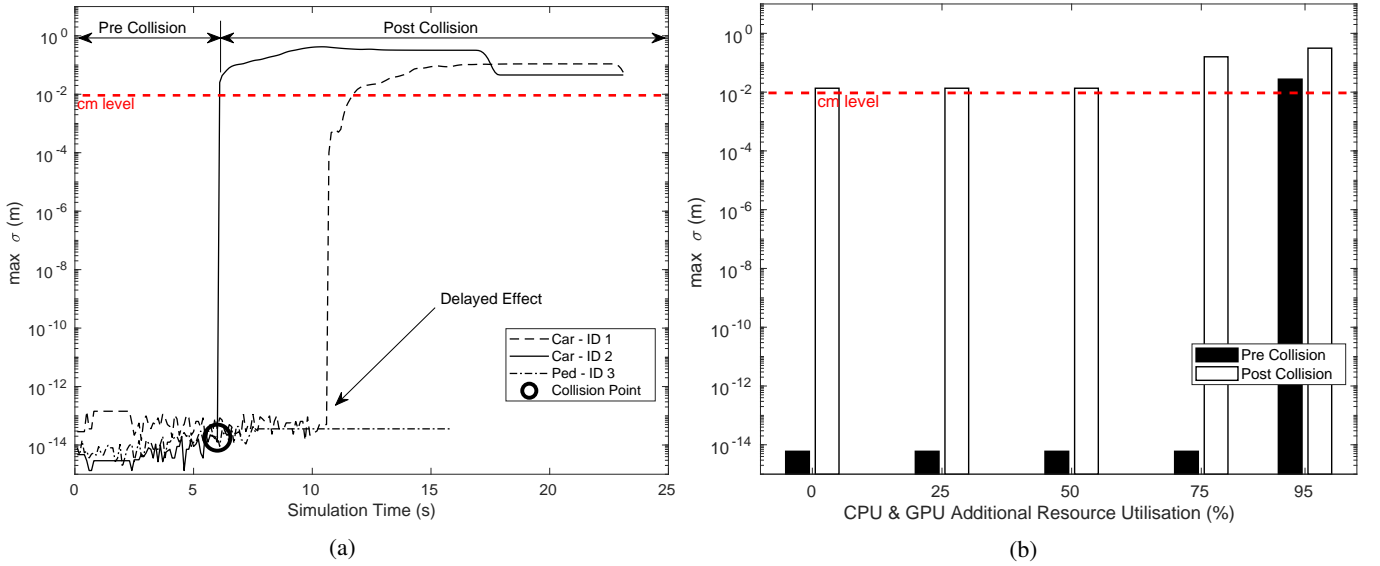 Pre Collision
Post Collision
10^0
10^-2
10^-4
10^-6
10^-8
10^-10
10^-12
10^-14
max σ (m)
cm level
Delayed Effect
Car - ID 1
Car - ID 2
Ped - ID 3
Collision Point
0 5 10 15 20 25
Simulation Time (s)
(a)
10^0
10^-2
10^-4
10^-6
10^-8
10^-10
10^-12
10^-14
max σ (m)
cm level
Pre Collision
Post Collision
0 25 50 75 95
CPU & GPU Additional Resource Utilisation (%)
(b)